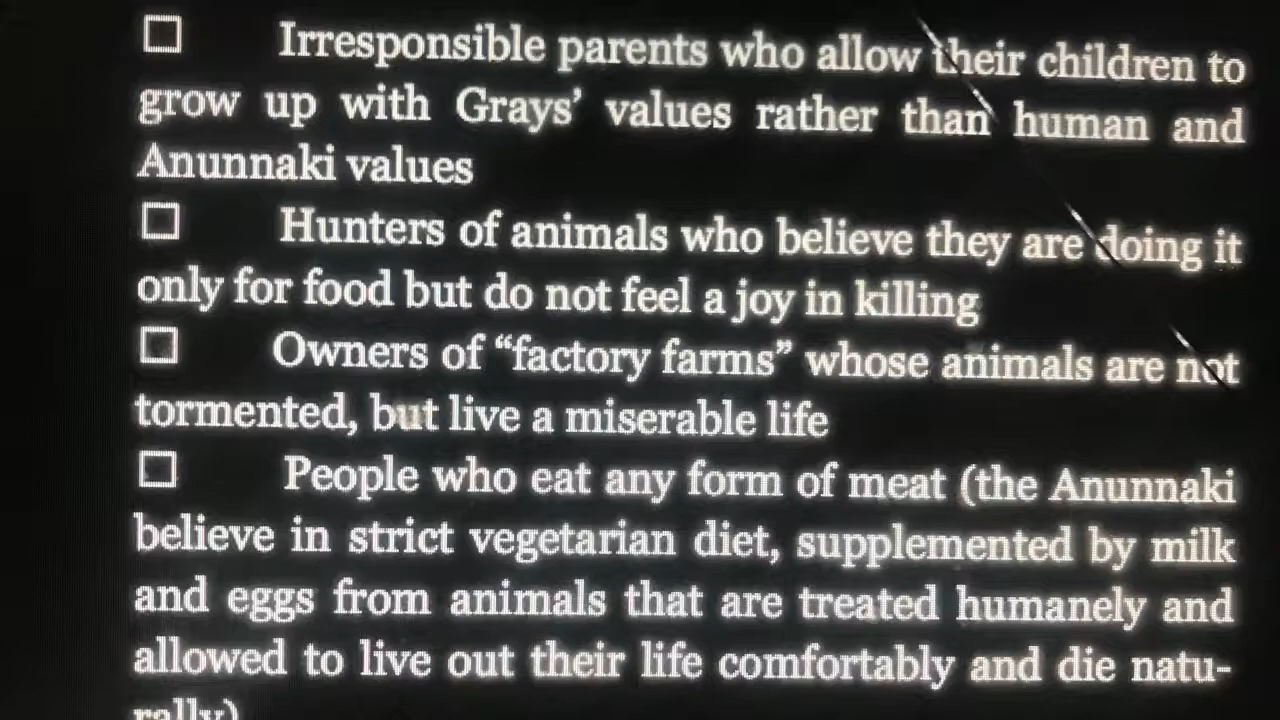 ☐ Irresponsible parents who allow their children to
grow up with Grays’ values rather than human and
Anunnaki values
☐ Hunters of animals who believe they are doing it
only for food but do not feel a joy in killing
☐ Owners of “factory farms” whose animals are not
tormented, but live a miserable life
☐ People who eat any form of meat (the Anunnaki
believe in strict vegetarian diet, supplemented by milk
and eggs from animals that are treated humanely and
allowed to live out their life comfortably and die natu-
rally)